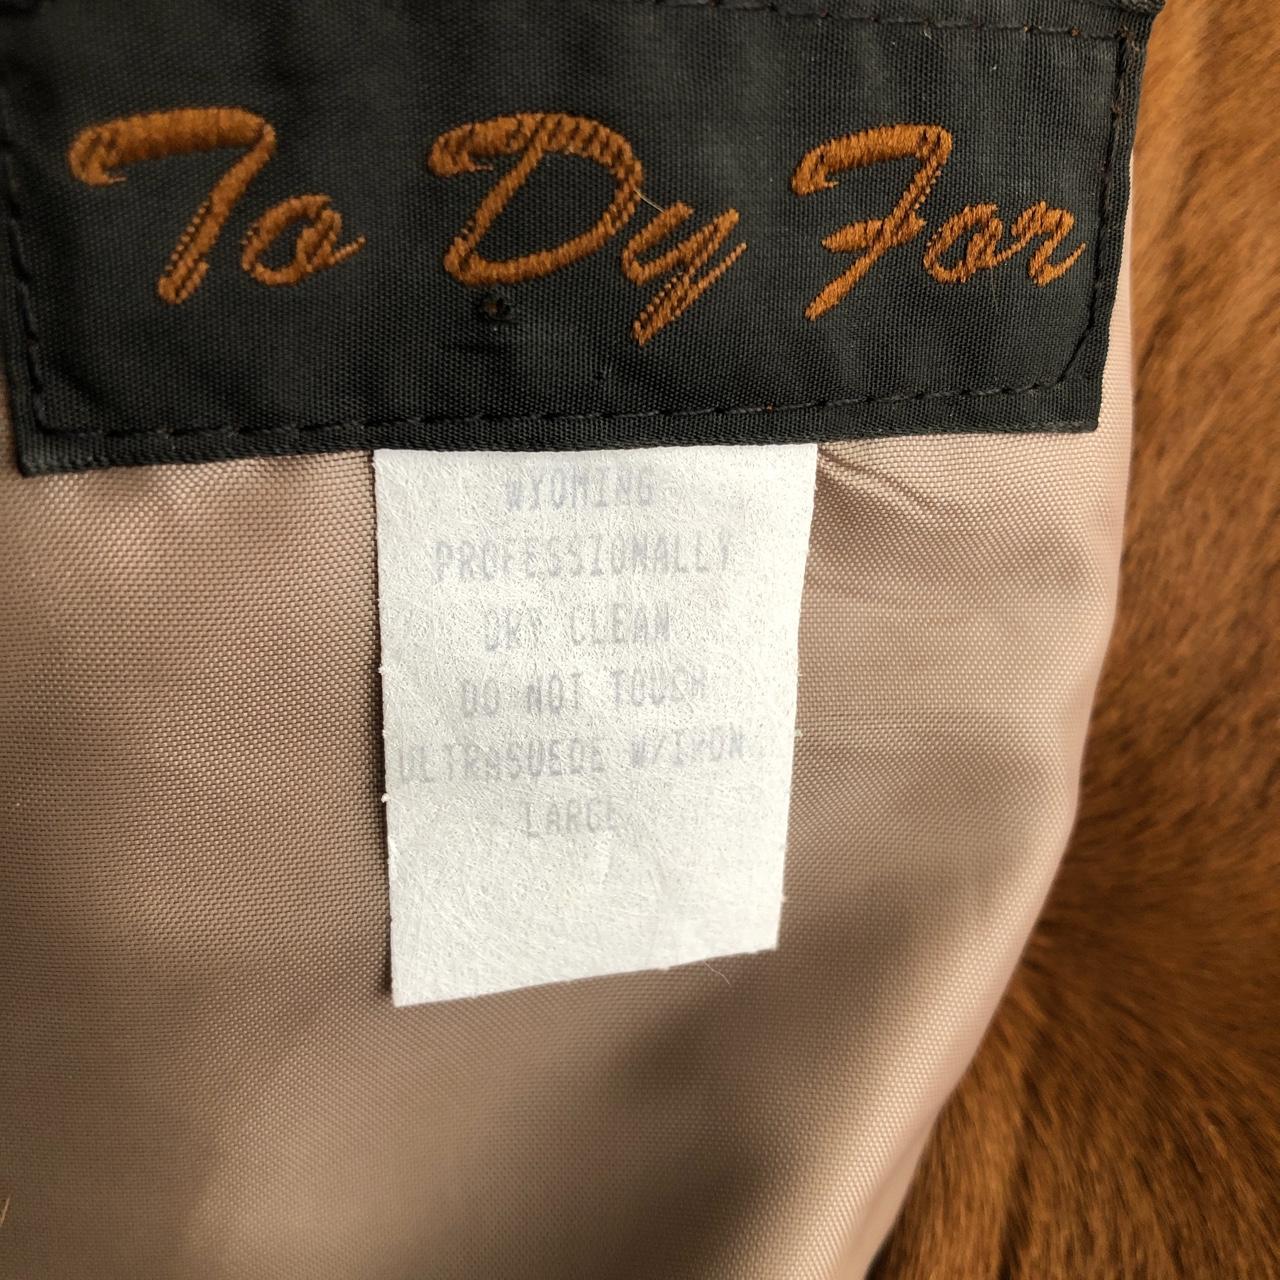 To Dy For
WYOMING
PROFESSIONALLY
DRY CLEAN
DO NOT TOUCH
ULTRASUEDE W/IRON
LARGE